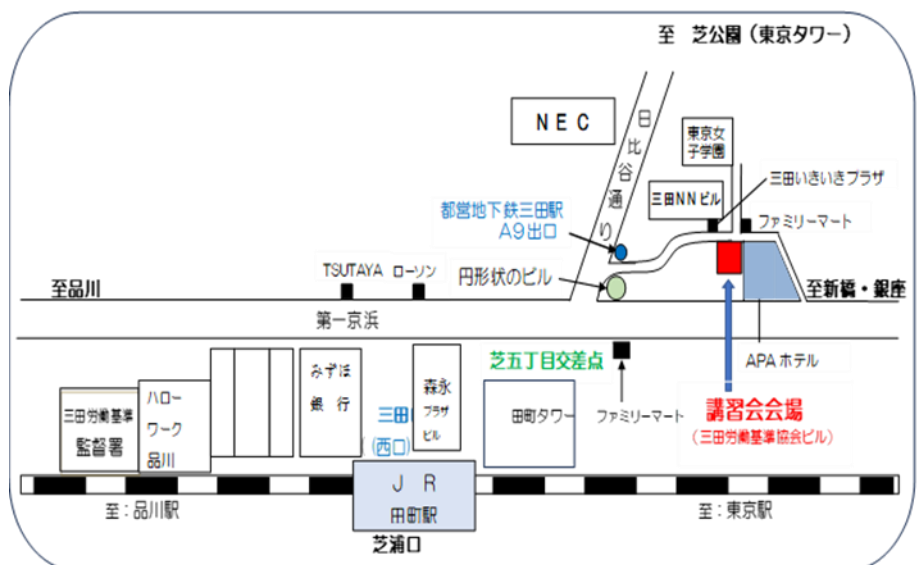 至 芝公園(東京タワー)
NEC
日比谷通り
東京女
子学園
三田いきいきプラザ
三田NNビル
ファミリーマート
都営地下鉄三田駅
A9出口
TSUTAYA ローソン
円形状のビル
至品川
至新橋・銀座
第一京浜
芝五丁目交差点
APAホテル
みずほ
銀行
森永
プラザ
ビル
ハロー
ワーク
品川
三田労働基準
監督署
三田
(西口)
田町タワー
ファミリーマート
講習会会場
(三田労働基準協会ビル)
JR
田町駅
至:品川駅
至:東京駅
芝浦口